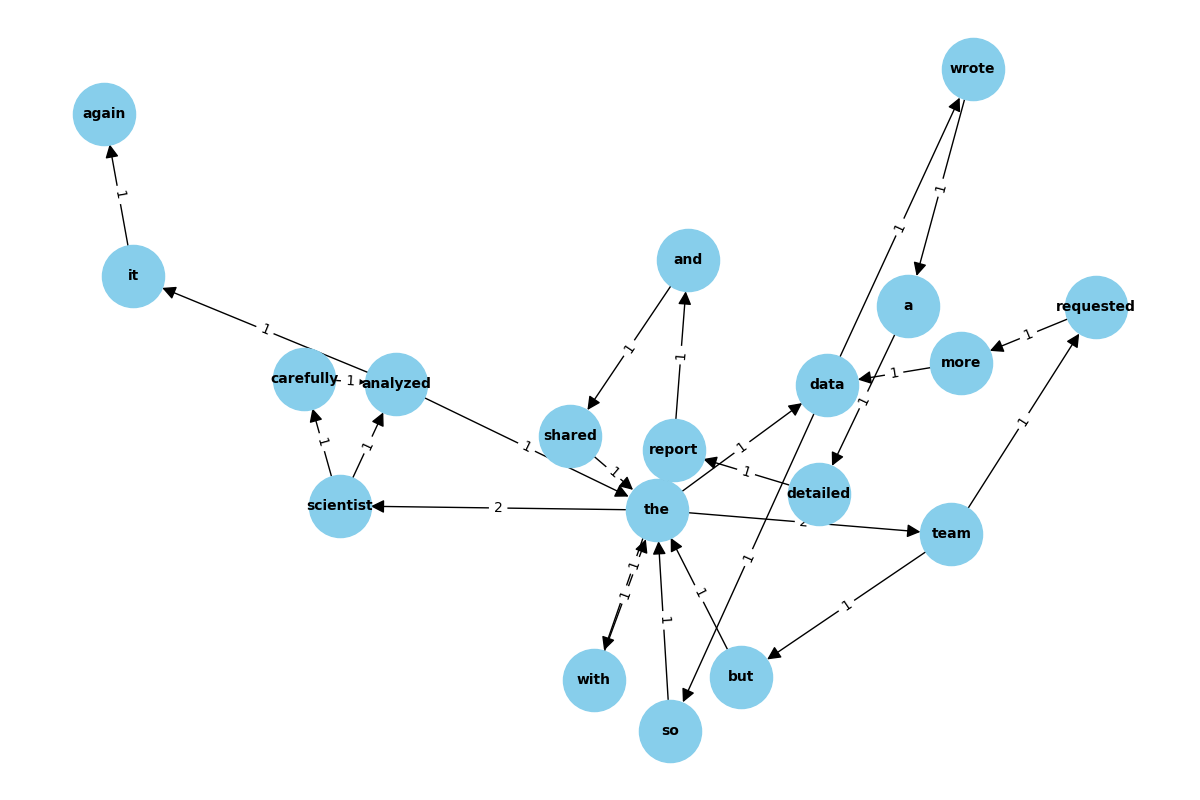 wrote
again
1
1
1
and
it
1
a
requested
1
1
1
1
more
1
data
carefully
1
analyzed
1
1
shared
report
1
1
1
1
1
1
detailed
scientist
2
the
2
team
1
1
1
1
1
1
with
but
so